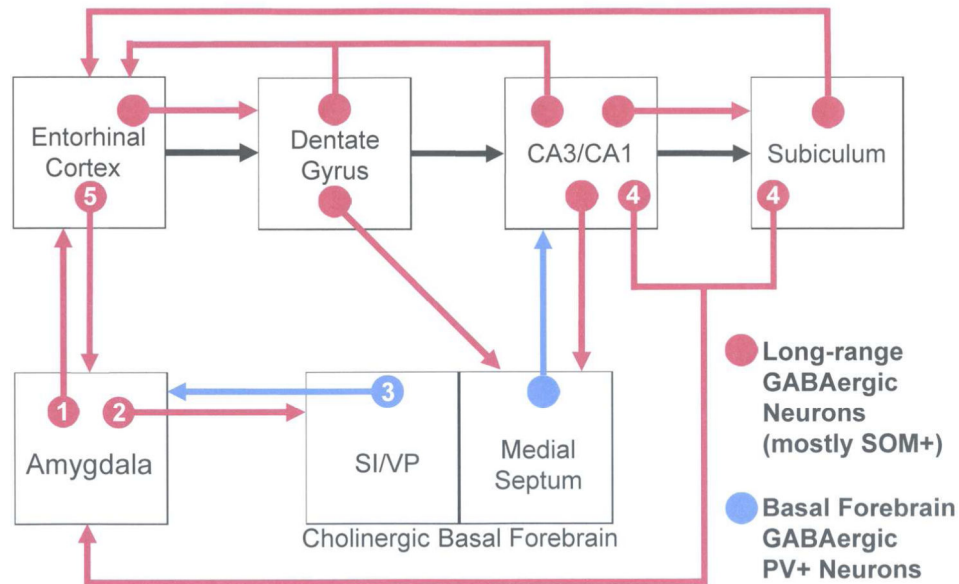 Entorhinal
Cortex
Dentate
Gyrus
CA3/CA1
Subiculum
5
4
4
1
2
Amygdala
3
SI/VP
Medial
Septum
Cholinergic Basal Forebrain
Long-range
GABAergic
Neurons
(mostly SOM+)
Basal Forebrain
GABAergic
PV+ Neurons